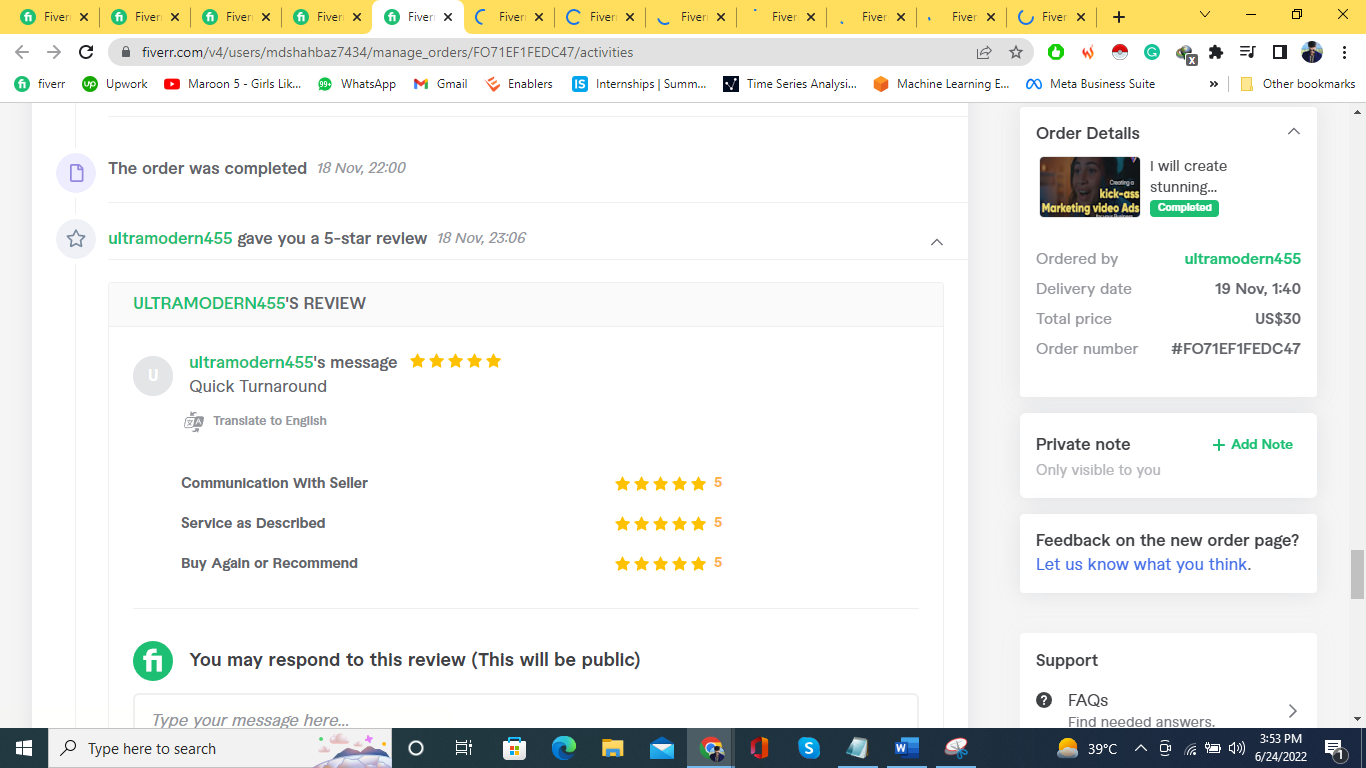 Fiverr
Fiverr
Fiverr
Fiverr
Fiverr
Fiverr
Fiverr
Fiverr
Fiverr
Fiverr
Fiverr
Fiverr
fiverr.com/v4/users/mdshahbaz7434/manage_orders/FO71EF1FEDC47/activities
fiverr
Upwork
Maroon 5 - Girls Lik...
99+
WhatsApp
Gmail
Enablers
IS
Internships | Summ...
Time Series Analysi...
Machine Learning E...
Meta Business Suite
»
Other bookmarks
The order was completed 18 Nov, 22:00
ultramodern455 gave you a 5-star review 18 Nov, 23:06
ULTRAMODERN455'S REVIEW
U
ultramodern455's message
Quick Turnaround
Translate to English
Communication With Seller 5
Service as Described 5
Buy Again or Recommend 5
fi
You may respond to this review (This will be public)
Type your message here...
Order Details
Creating a
kick-ass
Marketing video Ads
for your Business
I will create
stunning...
Completed
Ordered by ultramodern455
Delivery date 19 Nov, 1:40
Total price US$30
Order number #FO71EF1FEDC47
Private note + Add Note
Only visible to you
Feedback on the new order page?
Let us know what you think.
Support
FAQs
Find needed answers.
Type here to search
39°C
3:53 PM
6/24/2022
1